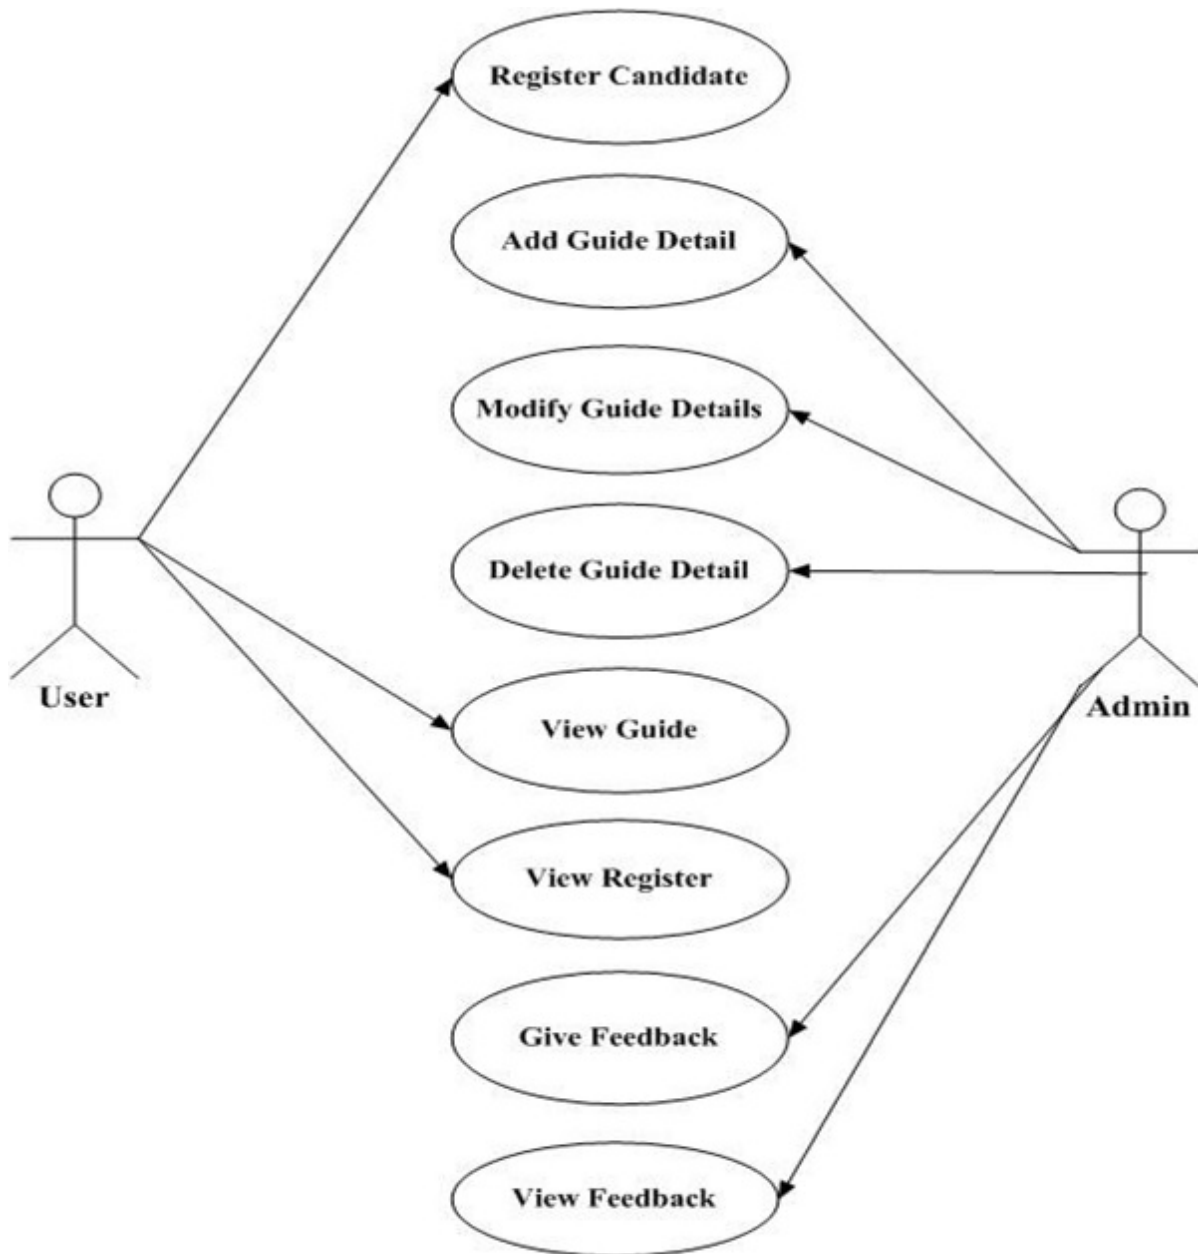 Register Candidate
Add Guide Detail
Modify Guide Details
Delete Guide Detail
User
Admin
View Guide
View Register
Give Feedback
View Feedback